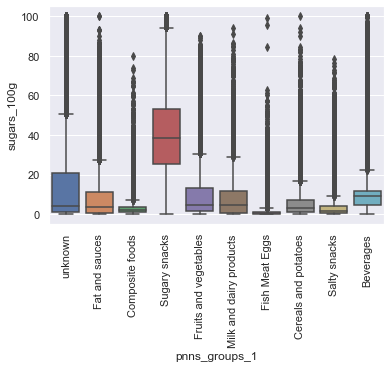 100
80
60
40
20
0
sugars_100g
unknown
Fat and sauces
Composite foods
Sugary snacks
Fruits and vegetables
Milk and dairy products
Fish Meat Eggs
Cereals and potatoes
Salty snacks
Beverages
pnns_groups_1